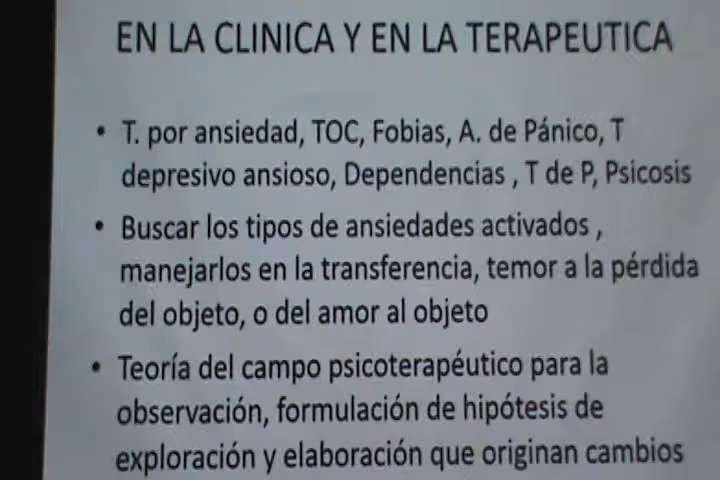 EN LA CLINICA Y EN LA TERAPEUTICA
• T. por ansiedad, TOC, Fobias, A. de Pánico, T
depresivo ansioso, Dependencias , T de P, Psicosis
• Buscar los tipos de ansiedades activados ,
manejarlos en la transferencia, temor a la pérdida
del objeto, o del amor al objeto
• Teoría del campo psicoterapéutico para la
observación, formulación de hipótesis de
exploración y elaboración que originan cambios